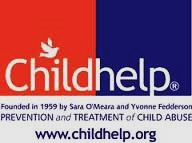 Childhelp®
Founded in 1959 by Sara O'Meara and Yvonne Fedderson
PREVENTION and TREATMENT of CHILD ABUSE
www.childhelp.org